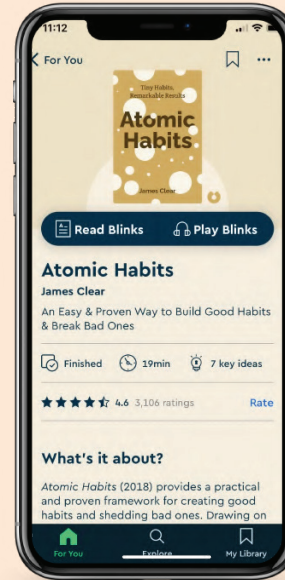 11:12
For You
Tiny Habits,
Remarkable Results
Atomic
Habits
James Clear
Read Blinks
Play Blinks
Atomic Habits
James Clear
An Easy & Proven Way to Build Good Habits
& Break Bad Ones
Finished
19min
7 key ideas
4.6 3,106 ratings
Rate
What's it about?
Atomic Habits (2018) provides a practical
and proven framework for creating good
habits and shedding bad ones. Drawing on
For You
Explore
My Library